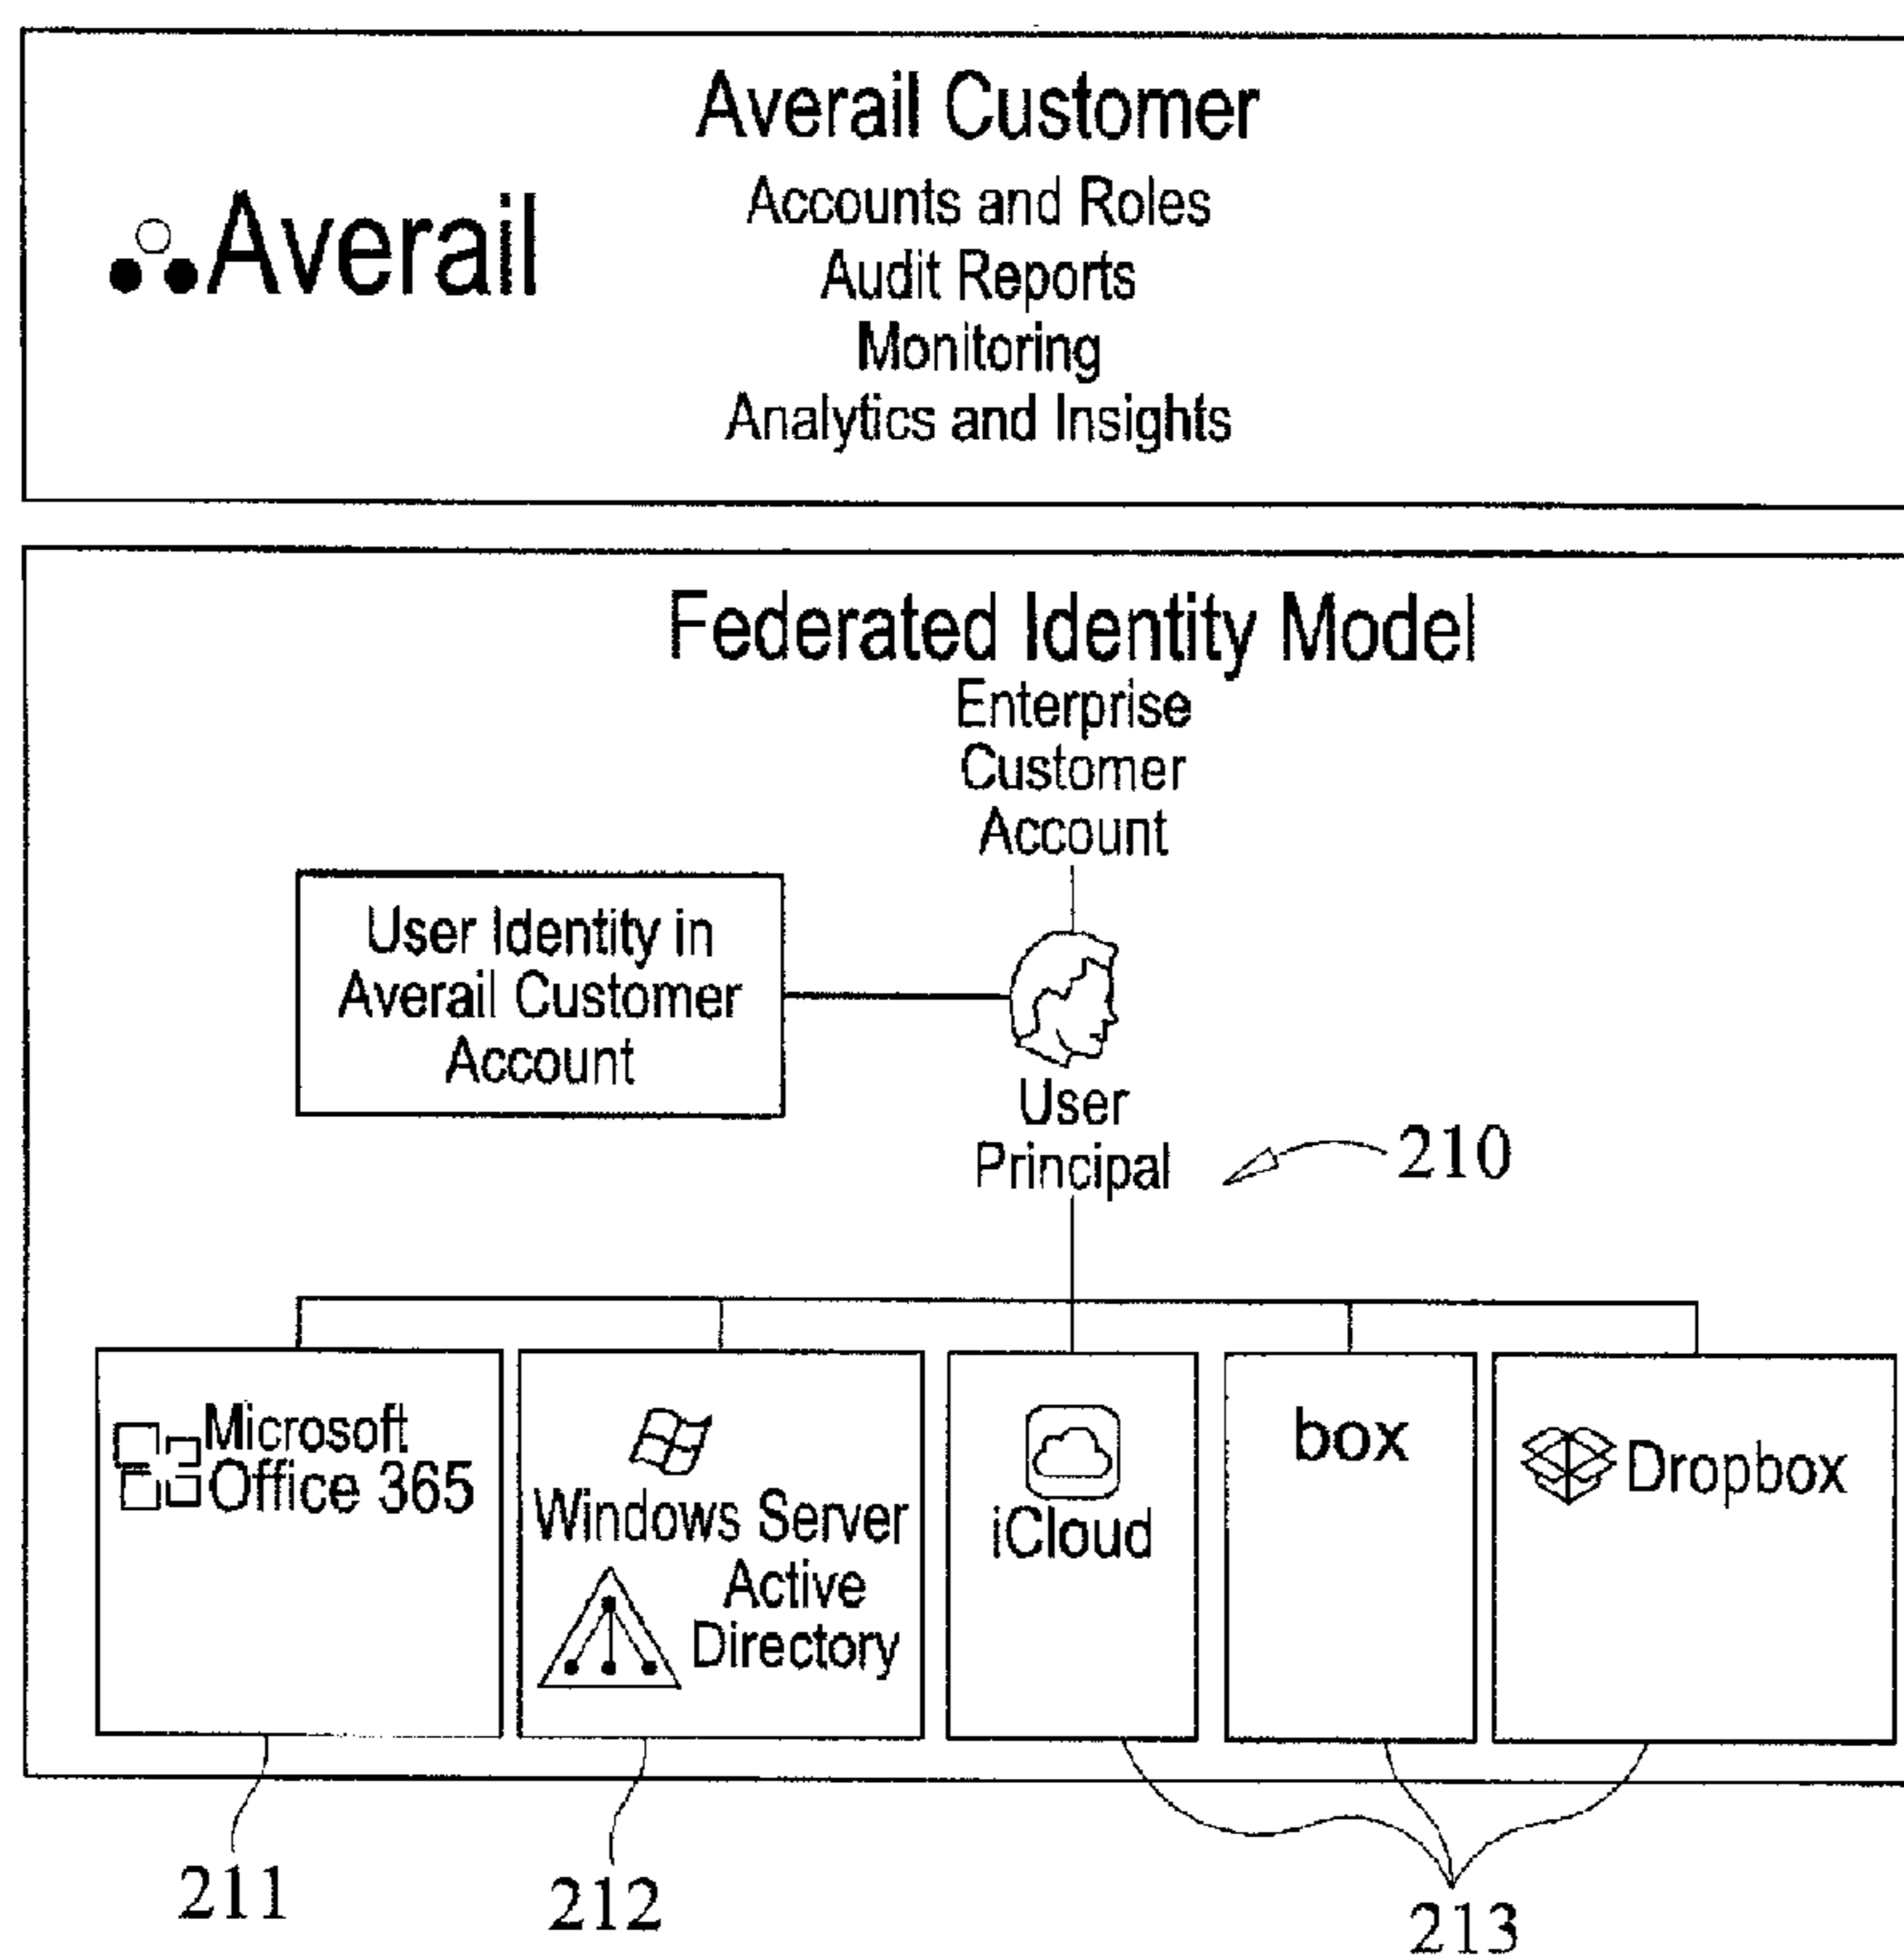 Averail Customer
Averail
Accounts and Roles
Audit Reports
Monitoring
Analytics and Insights
Federated Identity Model
Enterprise
Customer
Account
User Identity in
Averail Customer
Account
User
Principal
210
Microsoft
Office 365
Windows Server
Active
Directory
iCloud
box
Dropbox
211
212
213